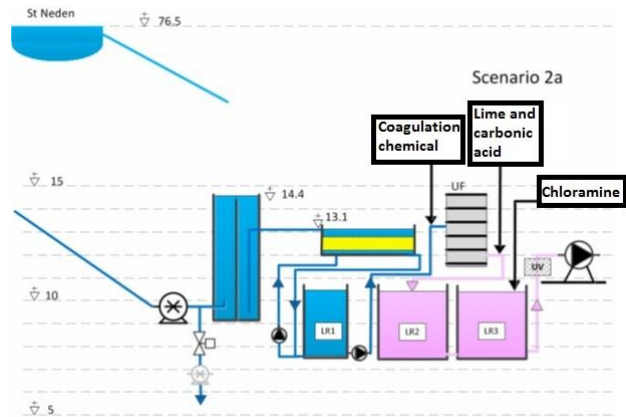 St Neden
76.5
Scenario 2a
Coagulation
chemical
Lime and
carbonic
acid
15
14.4
UF
Chloramine
13.1
UV
10
LR1
LR2
LR3
5